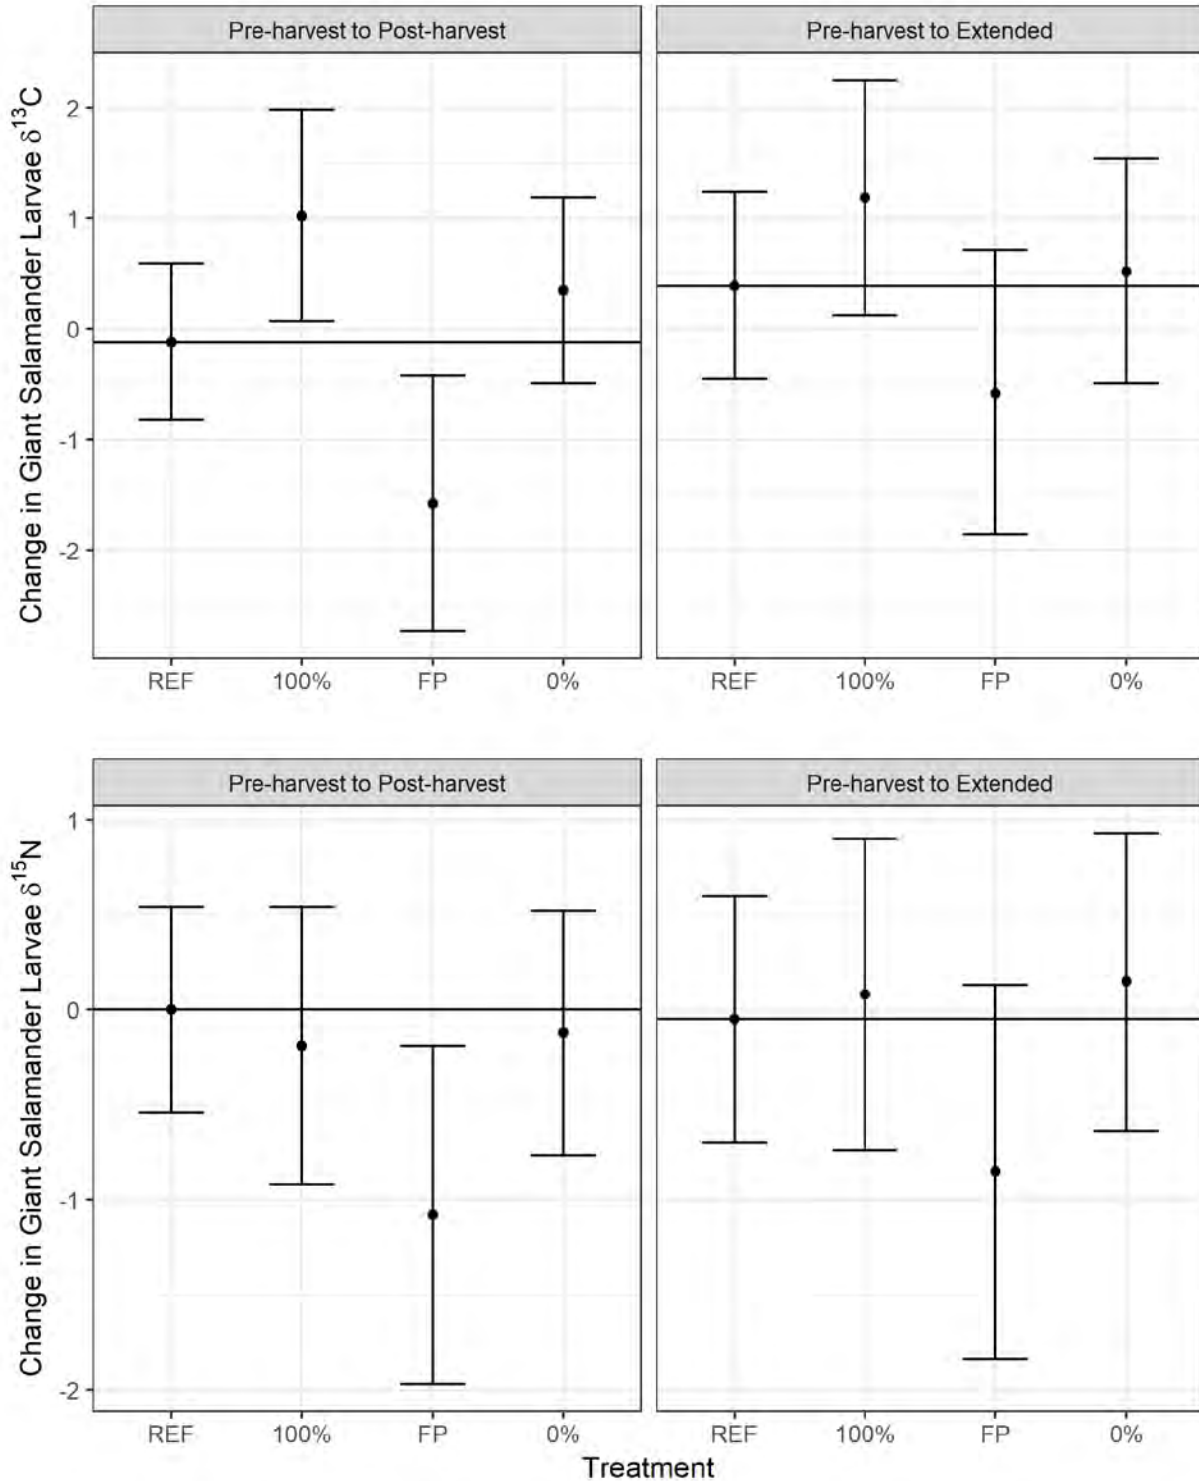 Pre-harvest to Post-harvest
Pre-harvest to Extended
Change in Giant Salamander Larvae δ¹³C
2
1
0
-1
-2
REF 100% FP 0%
REF 100% FP 0%
Pre-harvest to Post-harvest
Pre-harvest to Extended
Change in Giant Salamander Larvae δ¹⁵N
1
0
-1
-2
REF 100% FP 0%
REF 100% FP 0%
Treatment